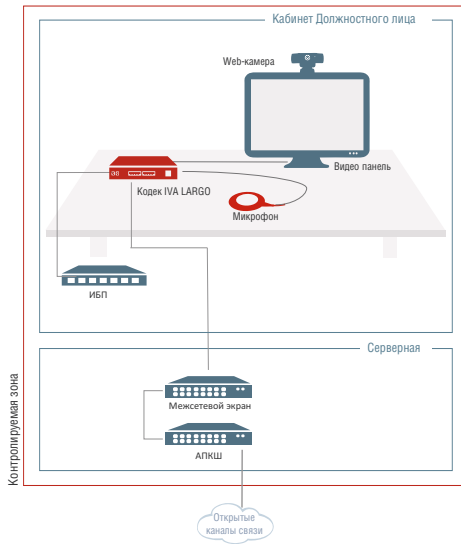 Кабинет Должностного лица
Web-камера
Видео панель
Кодек IVA LARGO
Микрофон
ИБП
Контролируемая зона
Серверная
Межсетевой экран
АПКШ
Открытые
каналы связи